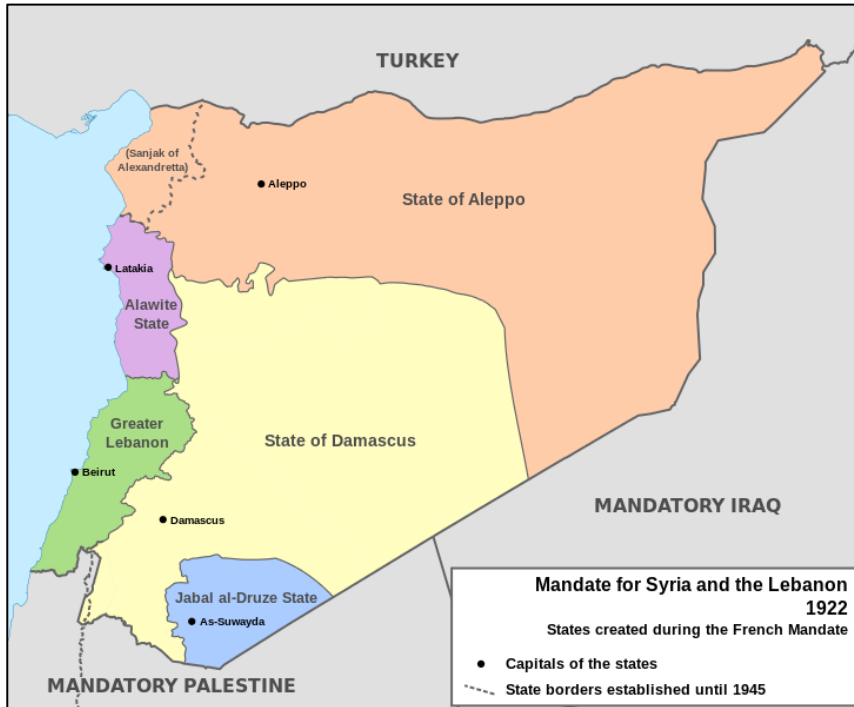 TURKEY
(Sanjak of
Alexandretta)
Aleppo
State of Aleppo
Latakia
Alawite
State
Greater
Lebanon
State of Damascus
Beirut
Damascus
MANDATORY IRAQ
Jabal al-Druze State
As-Suwayda
MANDATORY PALESTINE
Mandate for Syria and the Lebanon
1922
States created during the French Mandate
Capitals of the states
State borders established until 1945